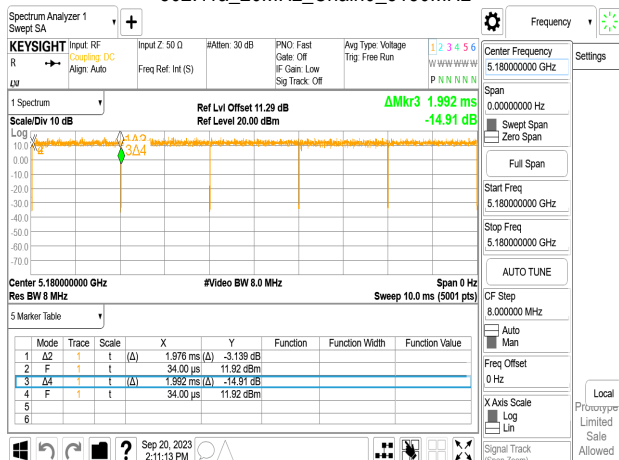 Spectrum Analyzer 1
Swept SA
Frequency
KEYSIGHT
R
Input: RF
Coupling: DC
Align: Auto
Input Z: 50 Ω
Freq Ref: Int (S)
#Atten: 30 dB
PNO: Fast
Gate: Off
IF Gain: Low
Sig Track: Off
Avg Type: Voltage
Trig: Free Run
1 2 3 4 5 6
W W W W W W
P N N N N N
1 Spectrum
Scale/Div 10 dB
Ref Lvl Offset 11.29 dB
Ref Level 20.00 dBm
ΔMkr3 1.992 ms
-14.91 dB
Log
10.0
0.00
-10.0
-20.0
-30.0
-40.0
-50.0
-60.0
-70.0
1Δ2
3Δ4
Center 5.180000000 GHz
Res BW 8 MHz
#Video BW 8.0 MHz
Span 0 Hz
Sweep 10.0 ms (5001 pts)
5 Marker Table
Mode Trace Scale X Y Function Function Width Function Value
1 Δ2 1 t (Δ) 1.976 ms (Δ) -3.139 dB
2 F 1 t 34.00 µs 11.92 dBm
3 Δ4 1 t (Δ) 1.992 ms (Δ) -14.91 dB
4 F 1 t 34.00 µs 11.92 dBm
5
6
Sep 20, 2023
2:11:13 PM
Center Frequency
5.180000000 GHz
Settings
Span
0.00000000 Hz
Swept Span
Zero Span
Full Span
Start Freq
5.180000000 GHz
Stop Freq
5.180000000 GHz
AUTO TUNE
CF Step
8.000000 MHz
Auto
Man
Freq Offset
0 Hz
X Axis Scale
Log
Lin
Local
Prototype
Limited
Sale
Allowed
Signal Track